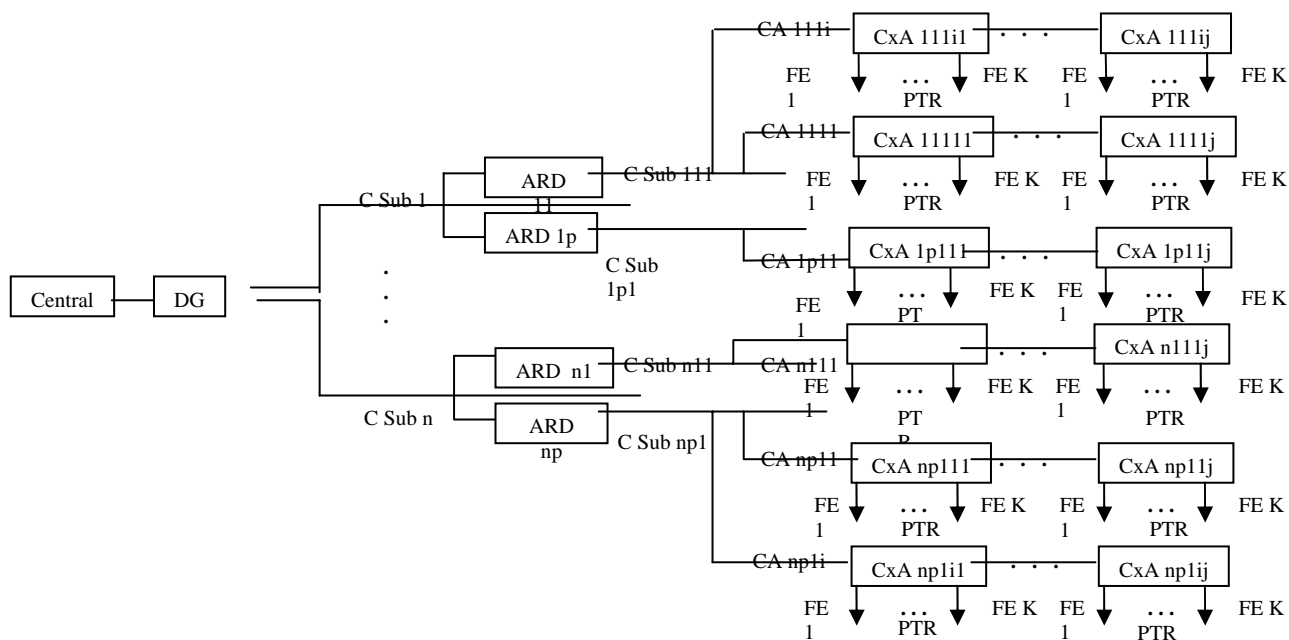 CA 111i CxA 111i1 . . . CxA 111ij
FE 1 ... PTR FE K FE 1 ... PTR FE K
CA 1111 CxA 11111 . . . CxA 1111j
FE 1 ... PTR FE K FE 1 ... PTR FE K
C Sub 1 ARD 11 C Sub 111
ARD 1p C Sub 1p1 CA 1p11 CxA 1p111 . . . CxA 1p11j
FE 1 ... PT FE K FE 1 ... PTR FE K
Central DG . . .
ARD n1 C Sub n11 CA n111 . . . CxA n111j
FE 1 ... PT FE K FE 1 ... PTR FE K
C Sub n ARD np C Sub np1
CA np11 CxA np111 . . . CxA np11j
FE 1 ... PTR FE K FE 1 ... PTR FE K
CA np1i CxA np1i1 . . . CxA np1ij
FE 1 ... PTR FE K FE 1 ... PTR FE K